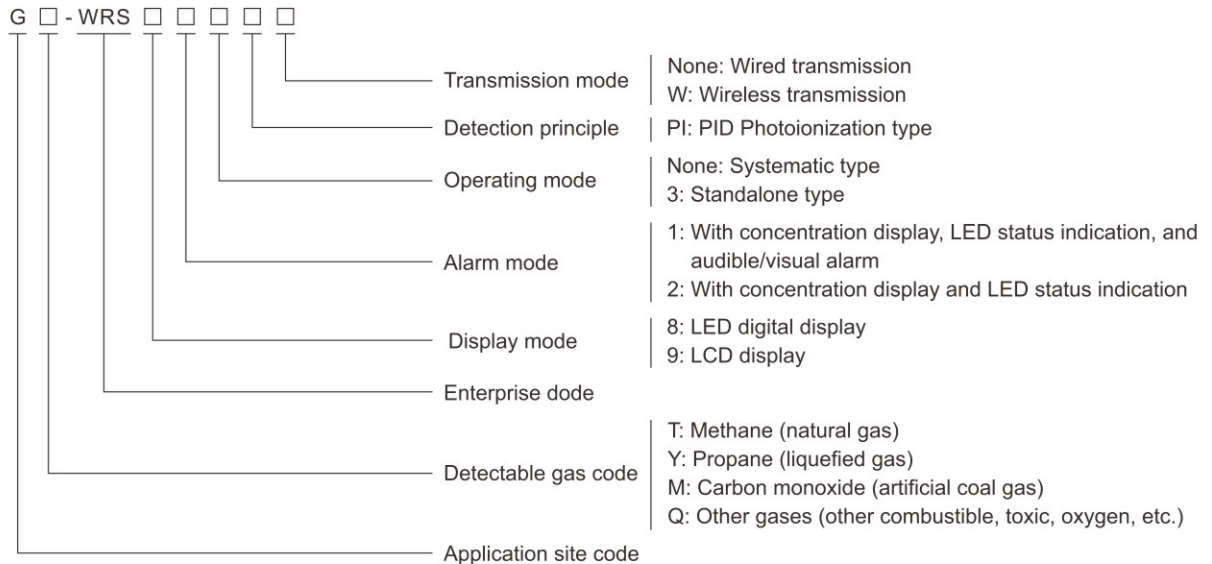 G □ - WRS □ □ □ □ □
Transmission mode
None: Wired transmission
W: Wireless transmission
Detection principle
PI: PID Photoionization type
Operating mode
None: Systematic type
3: Standalone type
Alarm mode
1: With concentration display, LED status indication, and
audible/visual alarm
2: With concentration display and LED status indication
Display mode
8: LED digital display
9: LCD display
Enterprise dode
Detectable gas code
T: Methane (natural gas)
Y: Propane (liquefied gas)
M: Carbon monoxide (artificial coal gas)
Q: Other gases (other combustible, toxic, oxygen, etc.)
Application site code